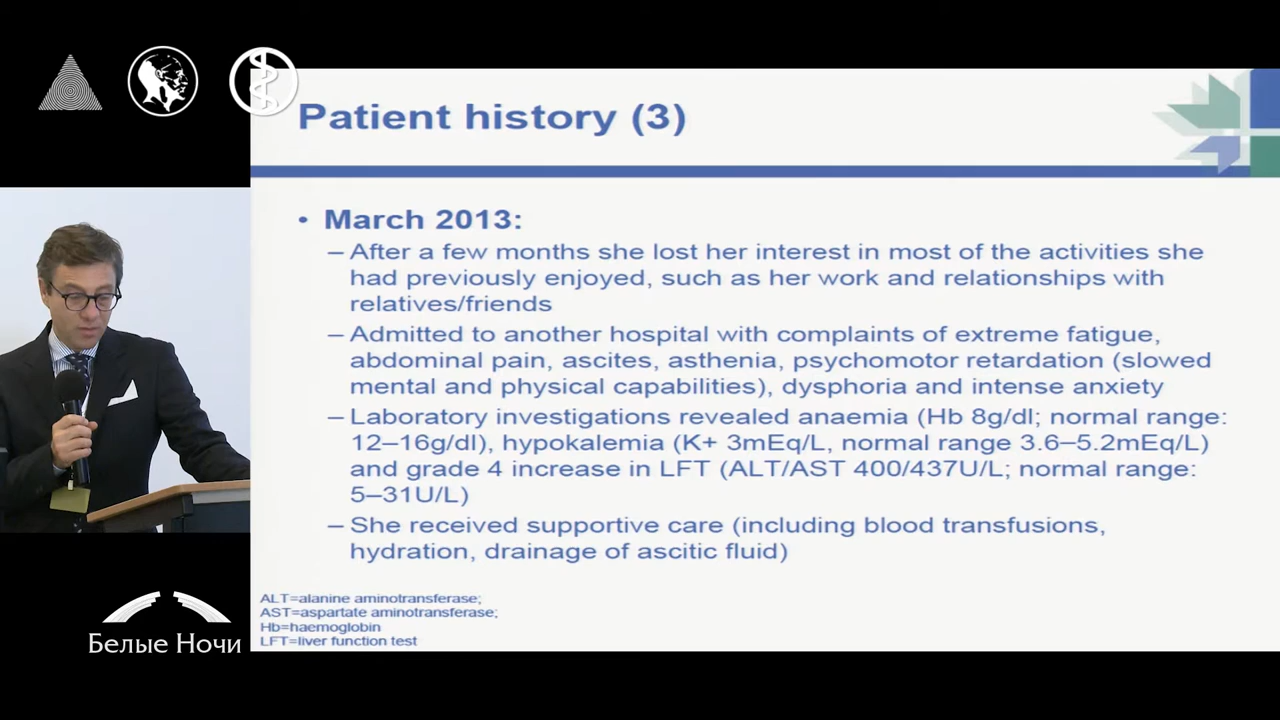 Patient history (3)
• March 2013:
– After a few months she lost her interest in most of the activities she
had previously enjoyed, such as her work and relationships with
relatives/friends
– Admitted to another hospital with complaints of extreme fatigue,
abdominal pain, ascites, asthenia, psychomotor retardation (slowed
mental and physical capabilities), dysphoria and intense anxiety
– Laboratory investigations revealed anaemia (Hb 8g/dl; normal range:
12–16g/dl), hypokalemia (K+ 3mEq/L, normal range 3.6–5.2mEq/L)
and grade 4 increase in LFT (ALT/AST 400/437U/L; normal range:
5–31U/L)
– She received supportive care (including blood transfusions,
hydration, drainage of ascitic fluid)
ALT=alanine aminotransferase;
AST=aspartate aminotransferase;
Hb=haemoglobin
LFT=liver function test
Белые Ночи